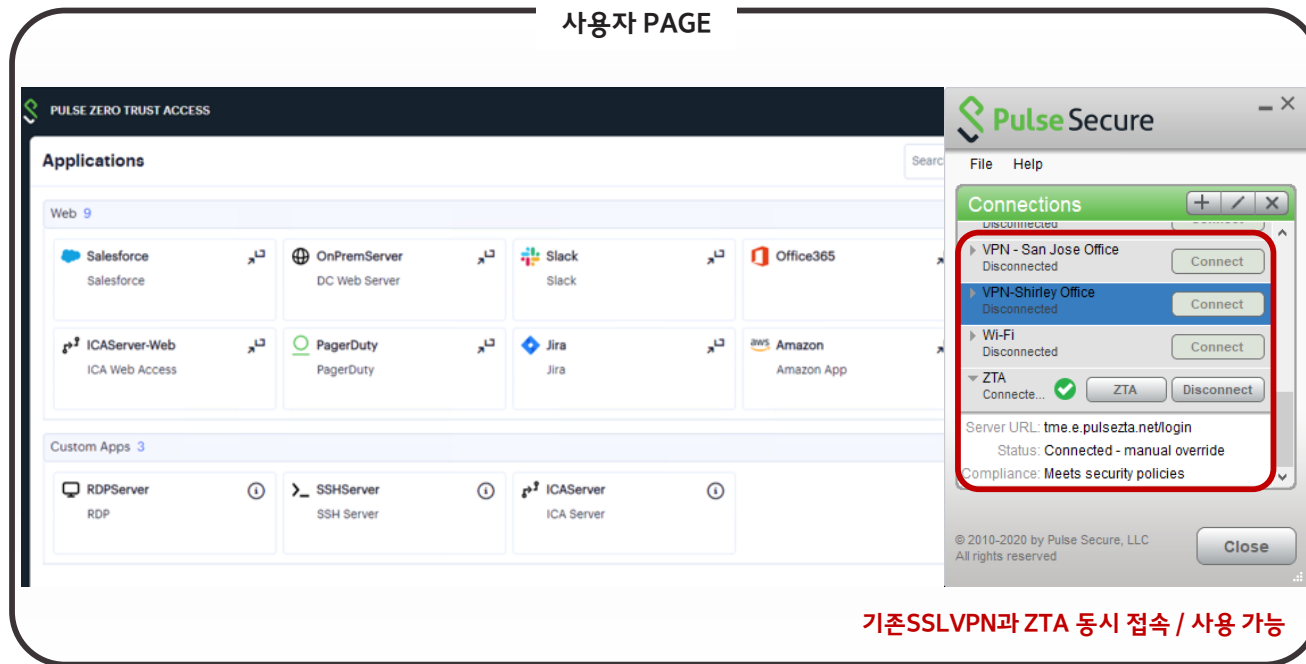 사용자 PAGE
PULSE ZERO TRUST ACCESS
Applications
Searc
Web 9
Salesforce
Salesforce
OnPremServer
DC Web Server
Slack
Slack
Office365
ICAServer-Web
ICA Web Access
PagerDuty
PagerDuty
Jira
Jira
aws
Amazon
Amazon App
Custom Apps 3
RDPServer
RDP
SSHServer
SSH Server
ICAServer
ICA Server
Pulse Secure
File Help
Connections
Disconnected
VPN - San Jose Office
Disconnected
Connect
VPN-Shirley Office
Disconnected
Connect
Wi-Fi
Disconnected
Connect
ZTA
Connecte...
ZTA
Disconnect
Server URL: tme.e.pulsezta.net/login
Status: Connected - manual override
Compliance: Meets security policies
© 2010-2020 by Pulse Secure, LLC
All rights reserved
Close
기존SSLVPN과 ZTA 동시 접속 / 사용 가능